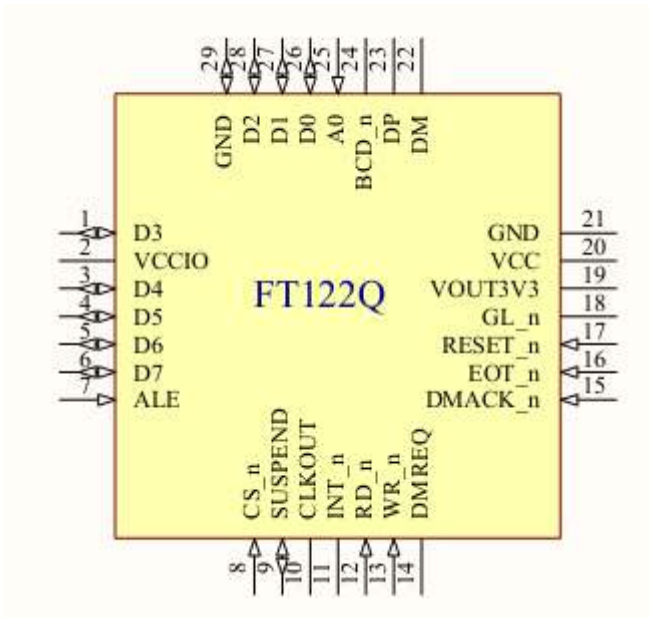 29 28 27 26 25 24 23 22
GND D2 D1 D0 A0 BCD_n DP DM
1 D3
2 VCCIO
3 D4
4 D5
5 D6
6 D7
7 ALE
FT122Q
GND 21
VCC 20
VOUT3V3 19
GL_n 18
RESET_n 17
EOT_n 16
DMACK_n 15
CS_n SUSPEND CLKOUT INT_n RD_n WR_n DMREQ
8 9 10 11 12 13 14